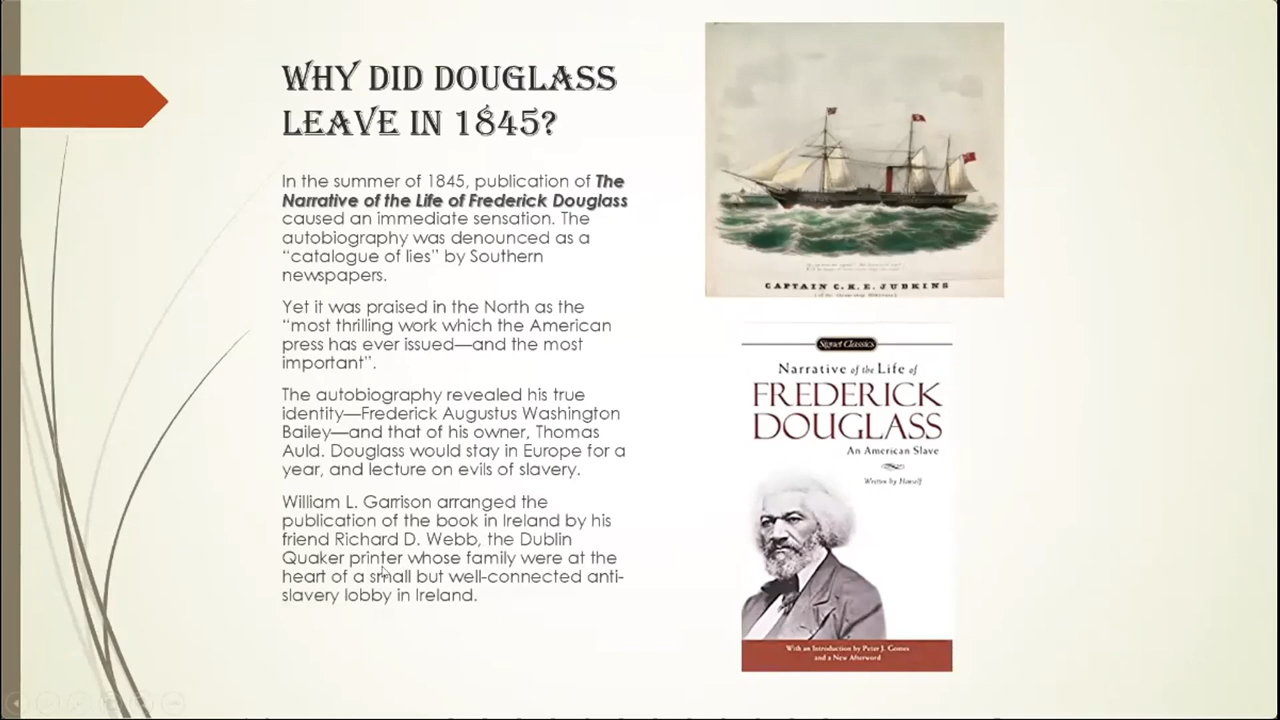 WHY DID DOUGLASS
LEAVE IN 1845?
In the summer of 1845, publication of The
Narrative of the Life of Frederick Douglass
caused an immediate sensation. The
autobiography was denounced as a
“catalogue of lies” by Southern
newspapers.
Yet it was praised in the North as the
“most thrilling work which the American
press has ever issued—and the most
important”.
The autobiography revealed his true
identity—Frederick Augustus Washington
Bailey—and that of his owner, Thomas
Auld. Douglass would stay in Europe for a
year, and lecture on evils of slavery.
William L. Garrison arranged the
publication of the book in Ireland by his
friend Richard D. Webb, the Dublin
Quaker printer whose family were at the
heart of a small but well-connected anti-
slavery lobby in Ireland.
CAPTAIN C. H. E. JUDKINS
Signet Classics
Narrative of the Life of
FREDERICK
DOUGLASS
An American Slave
Written by Himself
With an Introduction by Peter J. Gomes
and a New Afterword